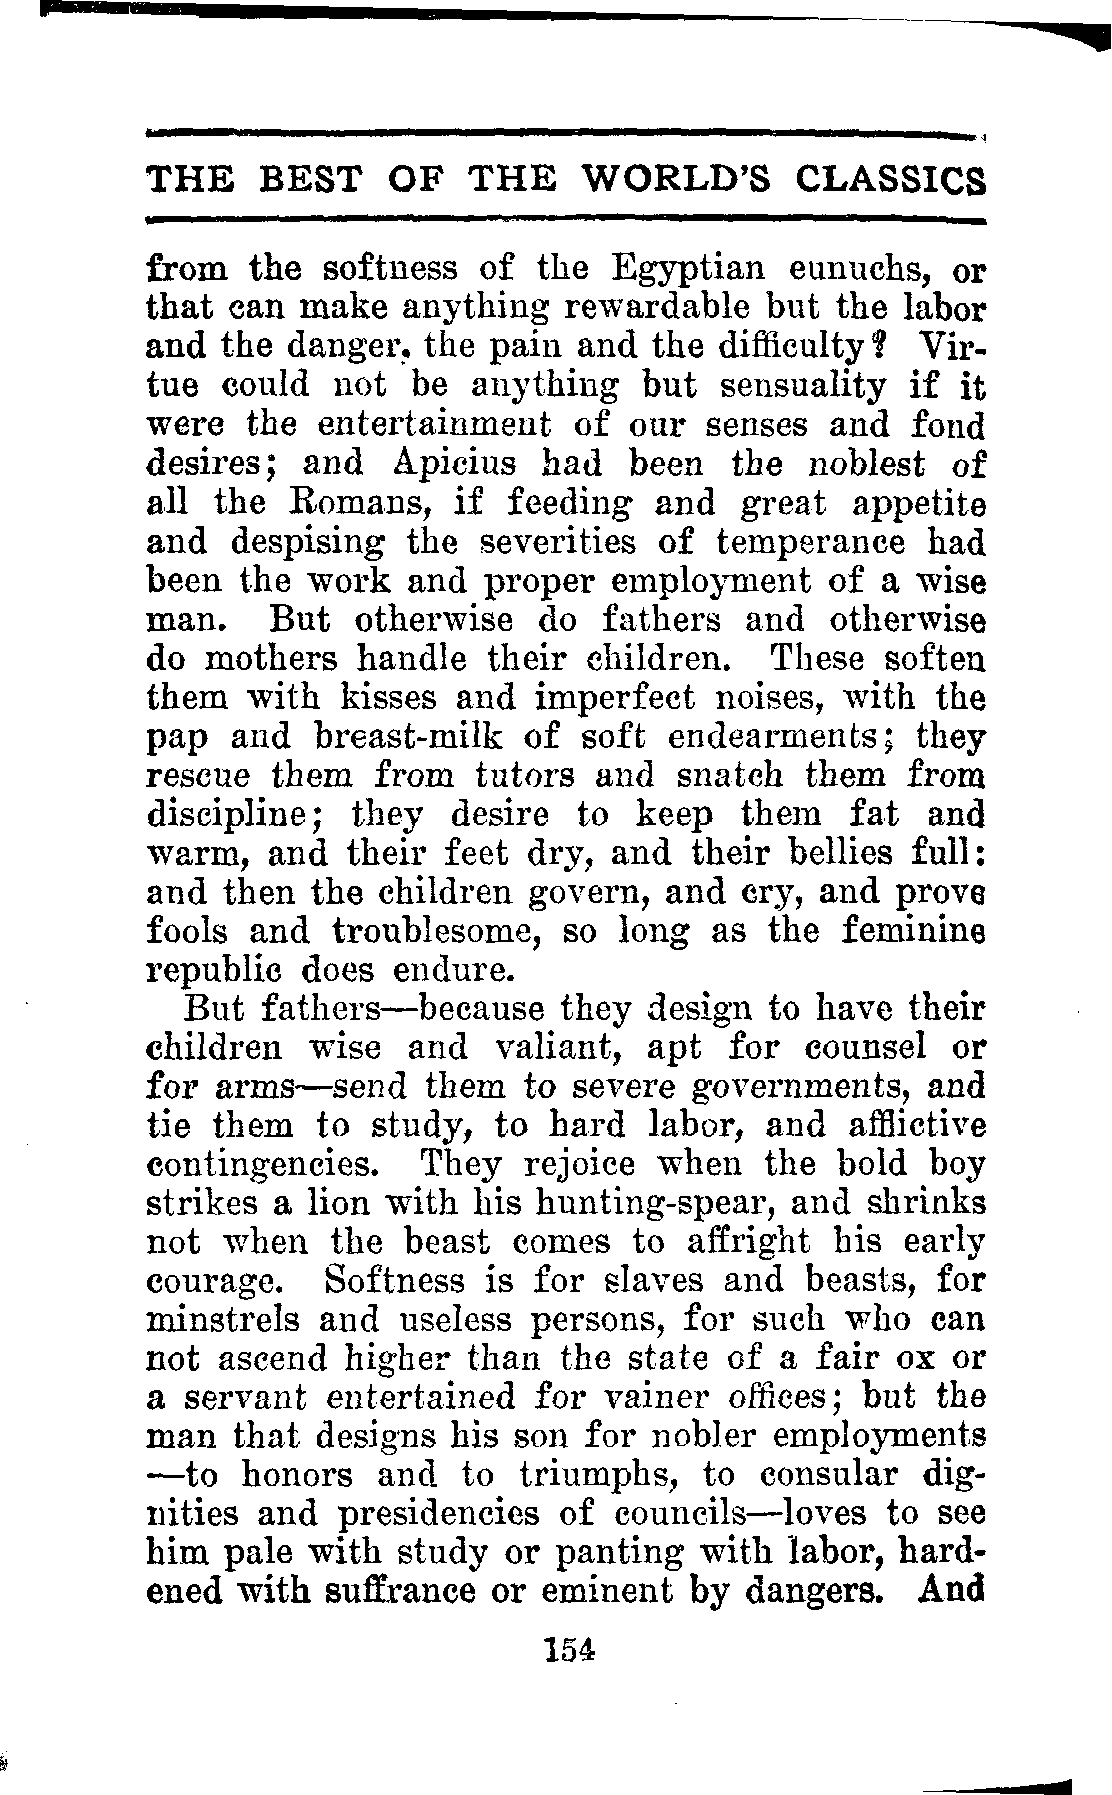 THE BEST OF THE WORLD'S CLASSICS
from the softness of the Egyptian eunuchs, or
that can make anything rewardable but the labor
and the danger, the pain and the difficulty? Vir-
tue could not be anything but sensuality if it
were the entertainment of our senses and fond
desires; and Apicius had been the noblest of
all the Romans, if feeding and great appetite
and despising the severities of temperance had
been the work and proper employment of a wise
man. But otherwise do fathers and otherwise
do mothers handle their children. These soften
them with kisses and imperfect noises, with the
pap and breast-milk of soft endearments; they
rescue them from tutors and snatch them from
discipline; they desire to keep them fat and
warm, and their feet dry, and their bellies full:
and then the children govern, and cry, and prove
fools and troublesome, so long as the feminine
republic does endure.
But fathers—because they design to have their
children wise and valiant, apt for counsel or
for arms—send them to severe governments, and
tie them to study, to hard labor, and afflictive
contingencies. They rejoice when the bold boy
strikes a lion with his hunting-spear, and shrinks
not when the beast comes to affright his early
courage. Softness is for slaves and beasts, for
minstrels and useless persons, for such who can
not ascend higher than the state of a fair ox or
a servant entertained for vainer offices; but the
man that designs his son for nobler employments
—to honors and to triumphs, to consular dig-
nities and presidencies of councils—loves to see
him pale with study or panting with labor, hard-
ened with suffrance or eminent by dangers. And
154